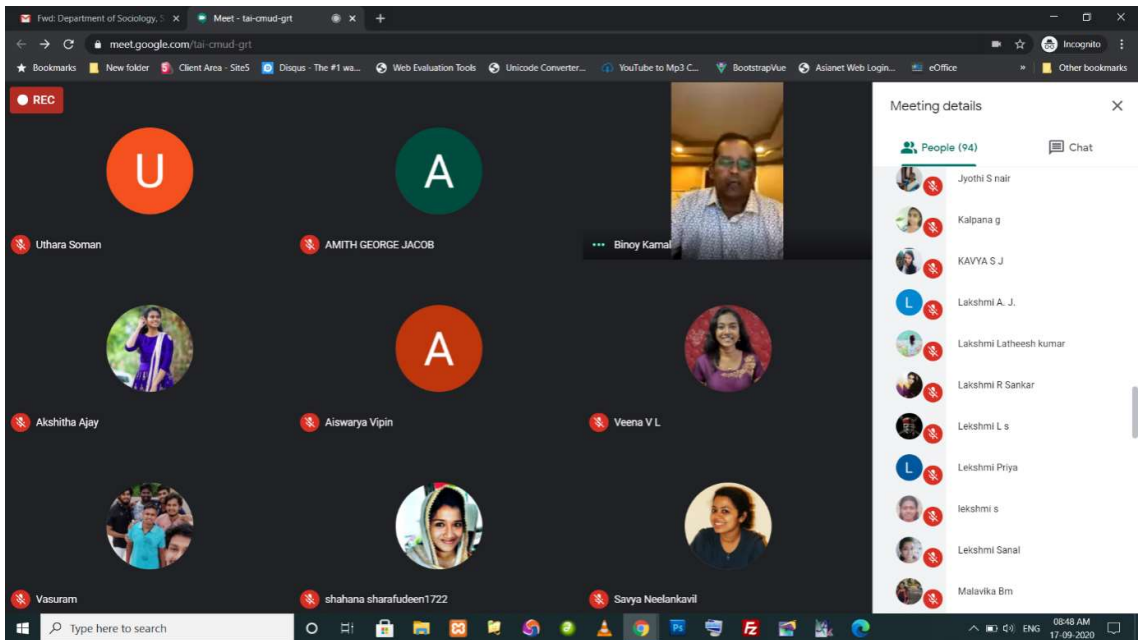 Fwd: Department of Sociology, S
Meet - tai-cmud-grt
meet.google.com/tai-cmud-grt
Incognito
Bookmarks
New folder
Client Area - Site5
Disqus - The #1 wa...
Web Evaluation Tools
Unicode Converter...
YouTube to Mp3 C...
BootstrapVue
Asianet Web Login...
eOffice
»
Other bookmarks
REC
Meeting details
People (94)
Chat
U
A
Uthara Soman
AMITH GEORGE JACOB
Binoy Kamal
A
Akshitha Ajay
Aiswarya Vipin
Veena V L
Vasuram
shahana sharafudeen1722
Savya Neelankavil
Jyothi S nair
Kalpana g
KAVYA S J
L
Lakshmi A. J.
Lakshmi Latheesh kumar
Lakshmi R Sankar
Lekshmi L s
L
Lekshmi Priya
lekshmi s
Lekshmi Sanal
Malavika Bm
Type here to search
Ps
Fz
ENG
08:48 AM
17-09-2020